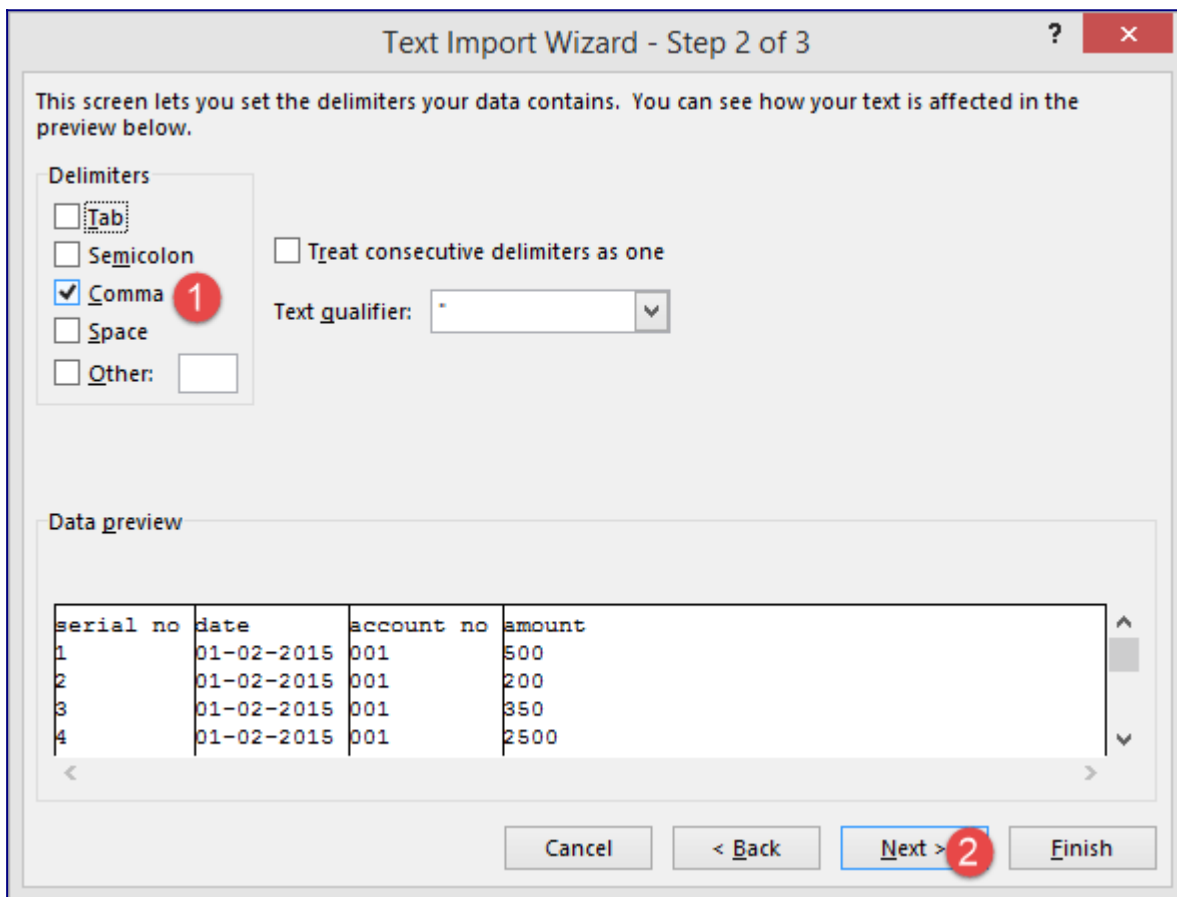 Text Import Wizard - Step 2 of 3
?
This screen lets you set the delimiters your data contains.  You can see how your text is affected in the
preview below.
Delimiters
Tab
Semicolon
Comma 1
Space
Other:
Treat consecutive delimiters as one
Text qualifier: "
Data preview
serial no date account no amount
1 01-02-2015 001 500
2 01-02-2015 001 200
3 01-02-2015 001 350
4 01-02-2015 001 2500
Cancel < Back Next > 2 Finish